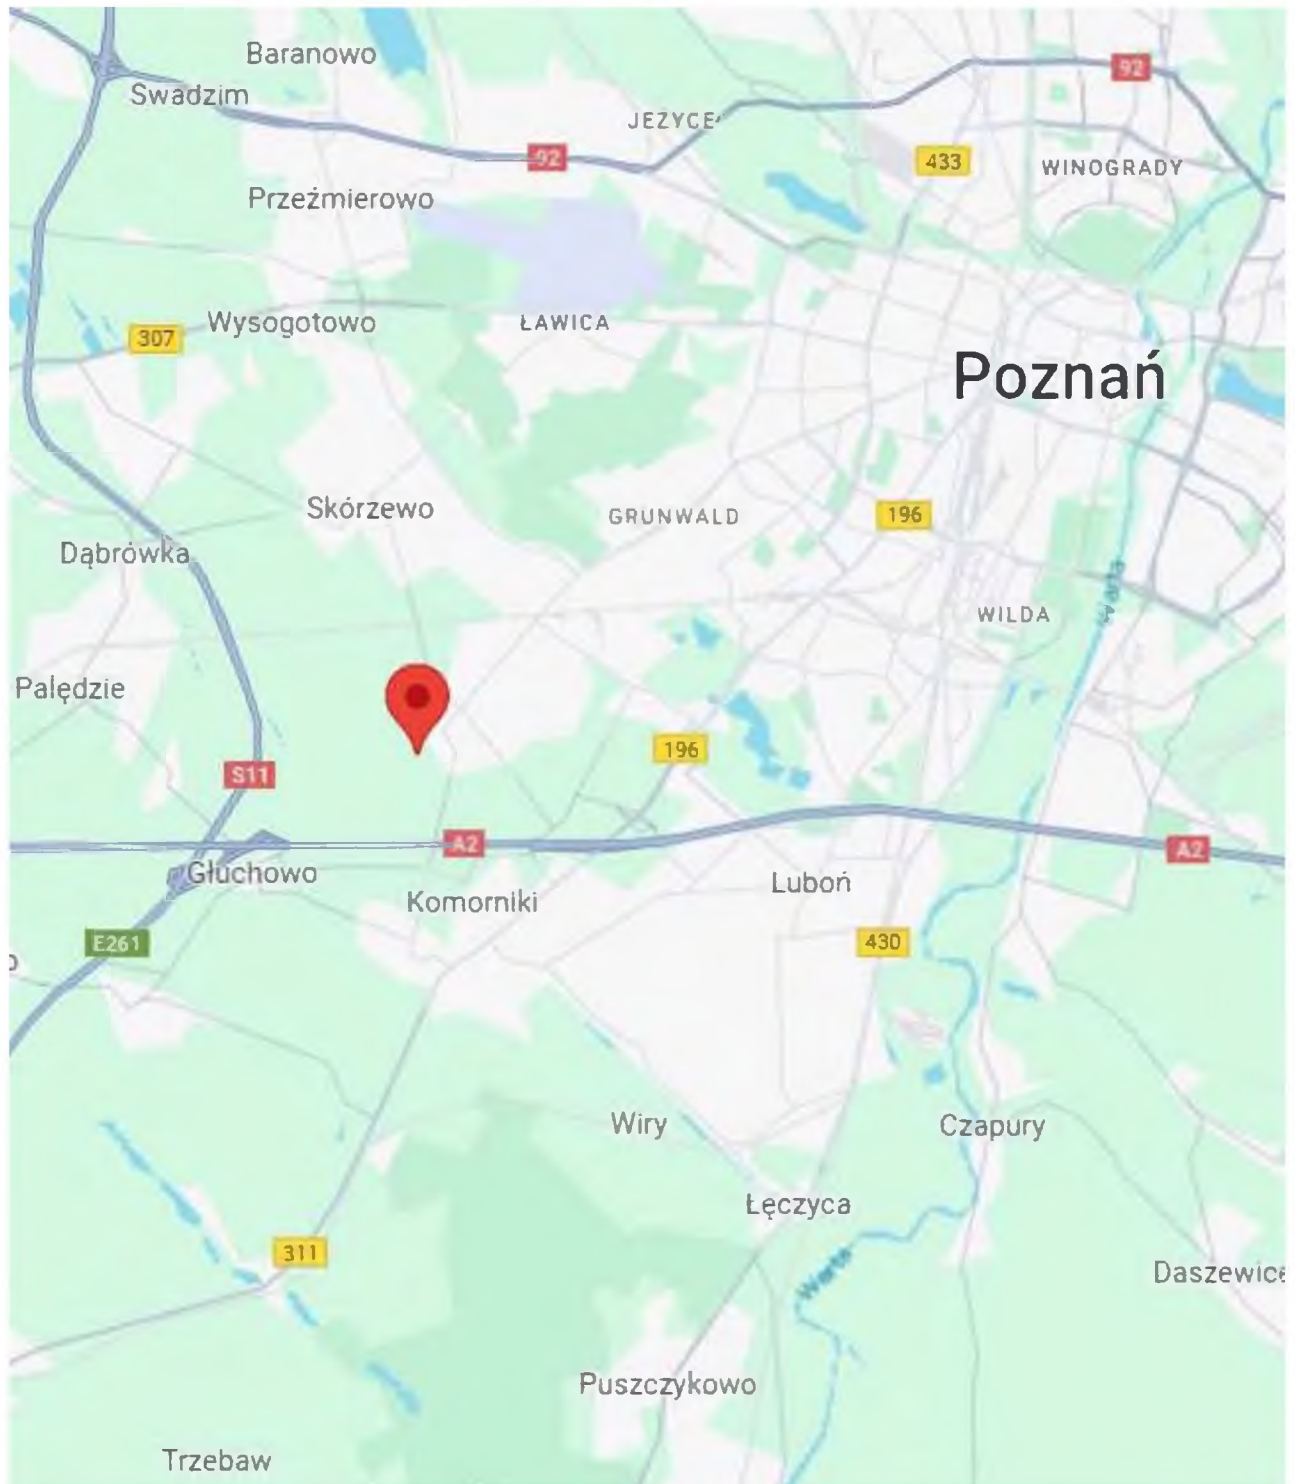 Baranowo
Swadzim
92
JEŻYCE
92
433
WINOGRADY
Przeźmierowo
Wysogotowo
ŁAWICA
307
Poznań
Skórzewo
GRUNWALD
196
Dąbrówka
Warta
WILDA
Palędzie
196
S11
A2
A2
Głuchowo
Luboń
Komorniki
E261
430
o
Wiry
Czapury
Łęczyca
311
Warta
Daszewice
Puszczykowo
Trzebaw